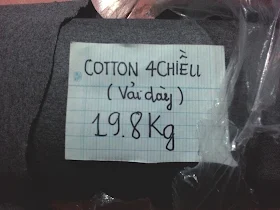 COTTON 4CHIỀU
(Vải dày)
19.8Kg